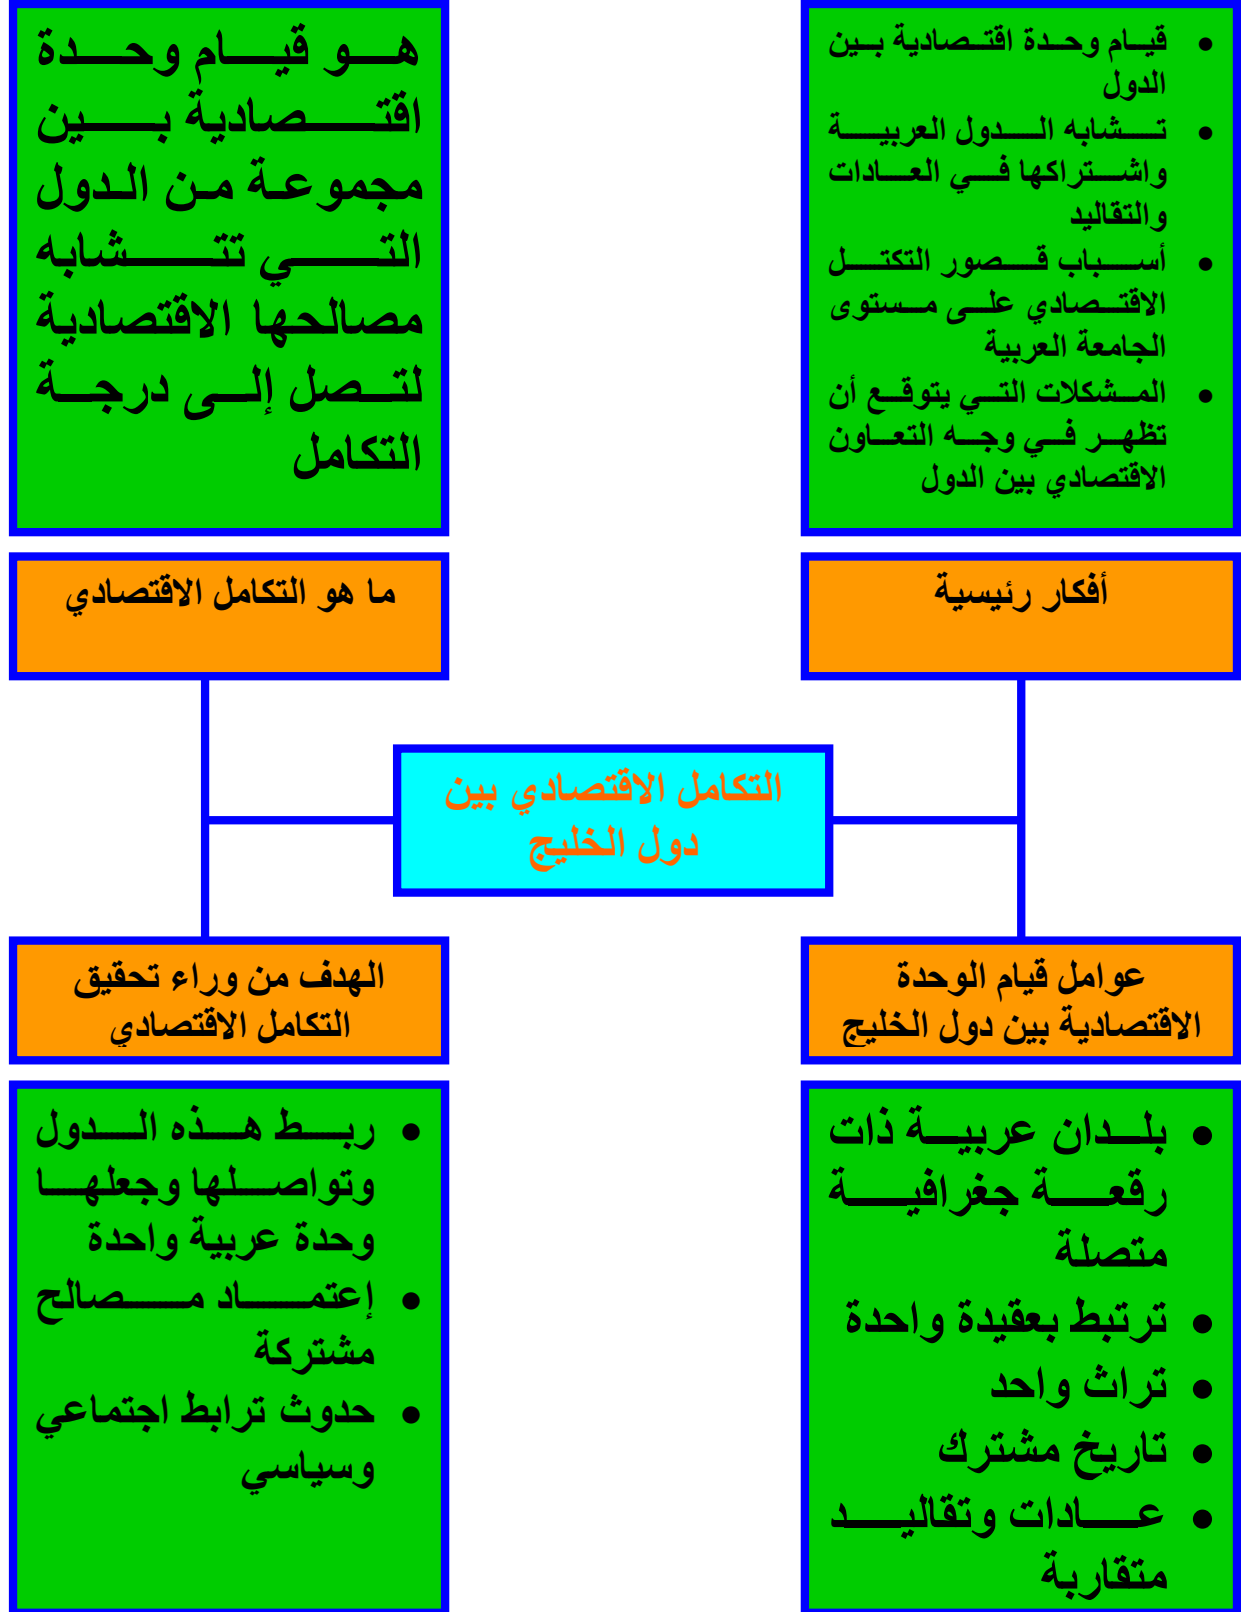 • قيام وحدة اقتصادية بين
الدول
• تشابه الدول العربية
واشتراكها في العادات
والتقاليد
• أسباب قصور التكتل
الاقتصادي على مستوى
الجامعة العربية
• المشكلات التي يتوقع أن
تظهر في وجه التعاون
الاقتصادي بين الدول
أفكار رئيسية
هو قيام وحدة
اقتصادية بين
مجموعة من الدول
التي تتشابه
مصالحها الاقتصادية
لتصل إلى درجة
التكامل
ما هو التكامل الاقتصادي
التكامل الاقتصادي بين
دول الخليج
عوامل قيام الوحدة
الاقتصادية بين دول الخليج
• بلدان عربية ذات
رقعة جغرافية
متصلة
• ترتبط بعقيدة واحدة
• تراث واحد
• تاريخ مشترك
• عادات وتقاليد
متقاربة
الهدف من وراء تحقيق
التكامل الاقتصادي
• ربط هذه الدول
وتواصلها وجعلها
وحدة عربية واحدة
• إعتماد مصالح
مشتركة
• حدوث ترابط اجتماعي
وسياسي